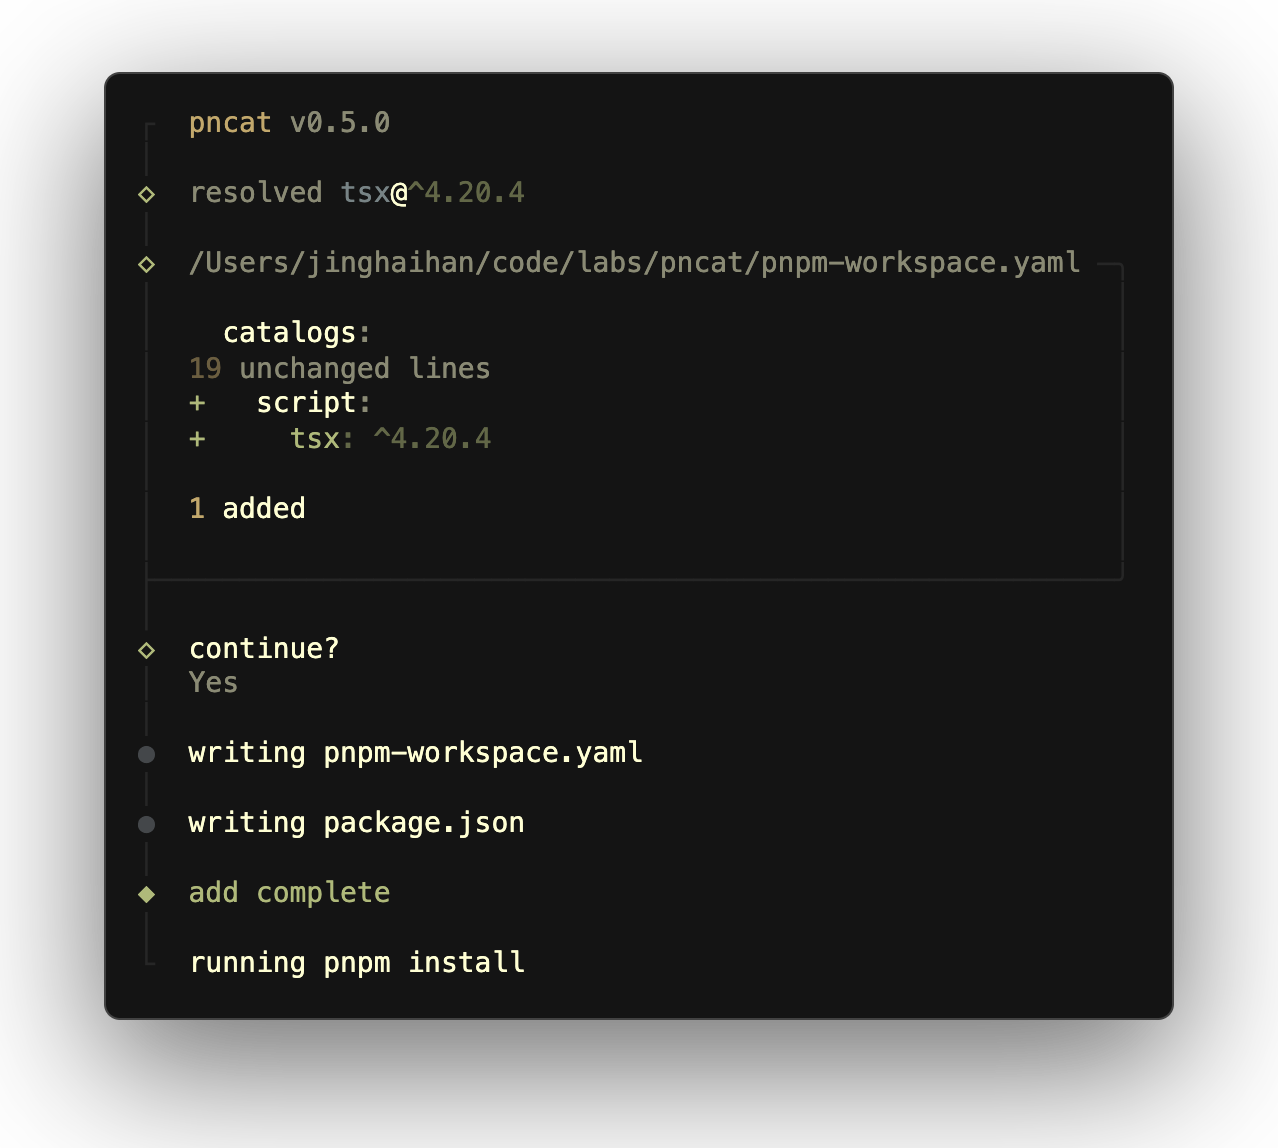 pncat v0.5.0
resolved tsx@^4.20.4
/Users/jinghaihan/code/labs/pncat/pnpm-workspace.yaml
catalogs:
19 unchanged lines
+ script:
+ tsx: ^4.20.4
1 added
continue?
Yes
writing pnpm-workspace.yaml
writing package.json
add complete
running pnpm install